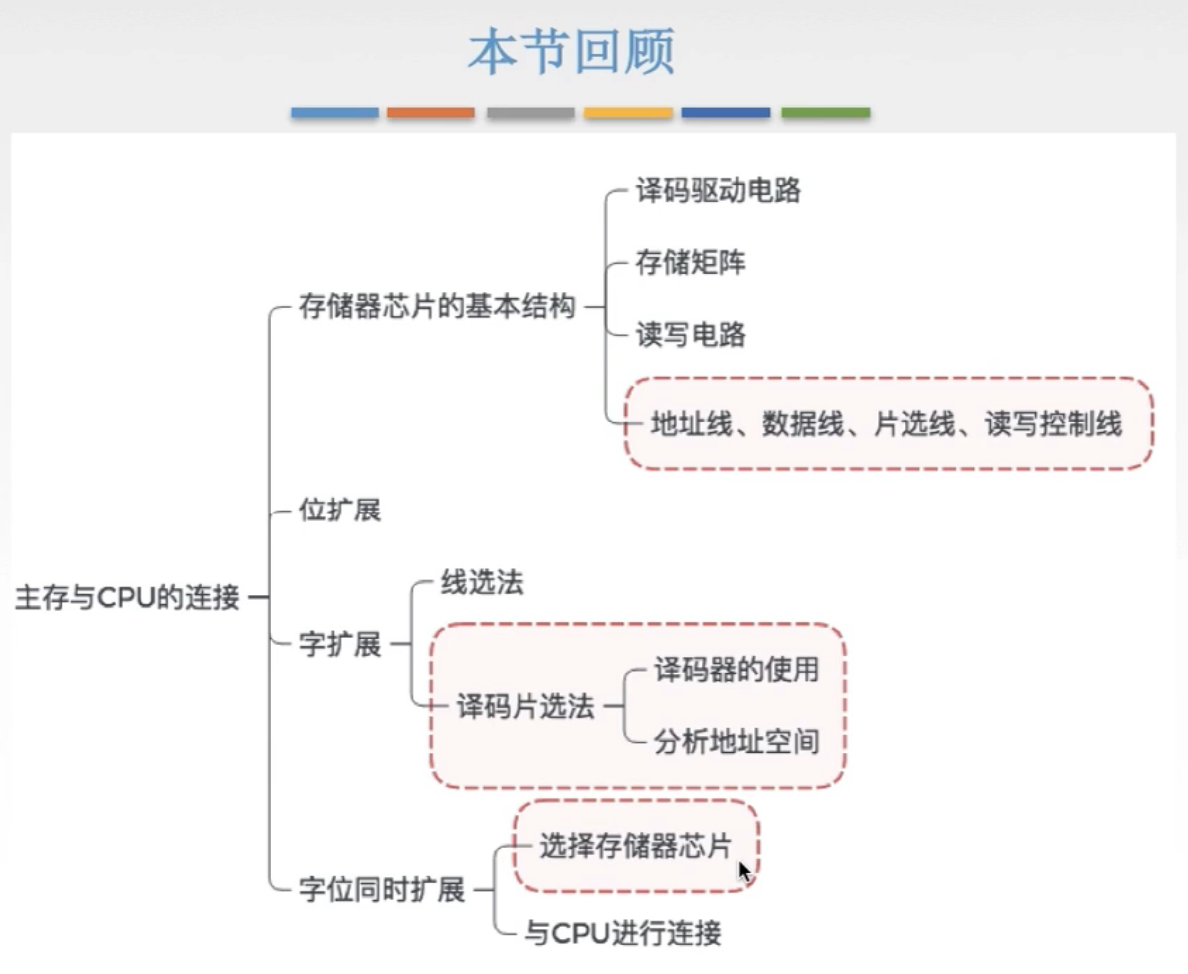 本节回顾
译码驱动电路
存储矩阵
存储器芯片的基本结构
读写电路
地址线、数据线、片选线、读写控制线
位扩展
主存与CPU的连接
线选法
字扩展
译码器的使用
译码片选法
分析地址空间
选择存储器芯片
字位同时扩展
与CPU进行连接